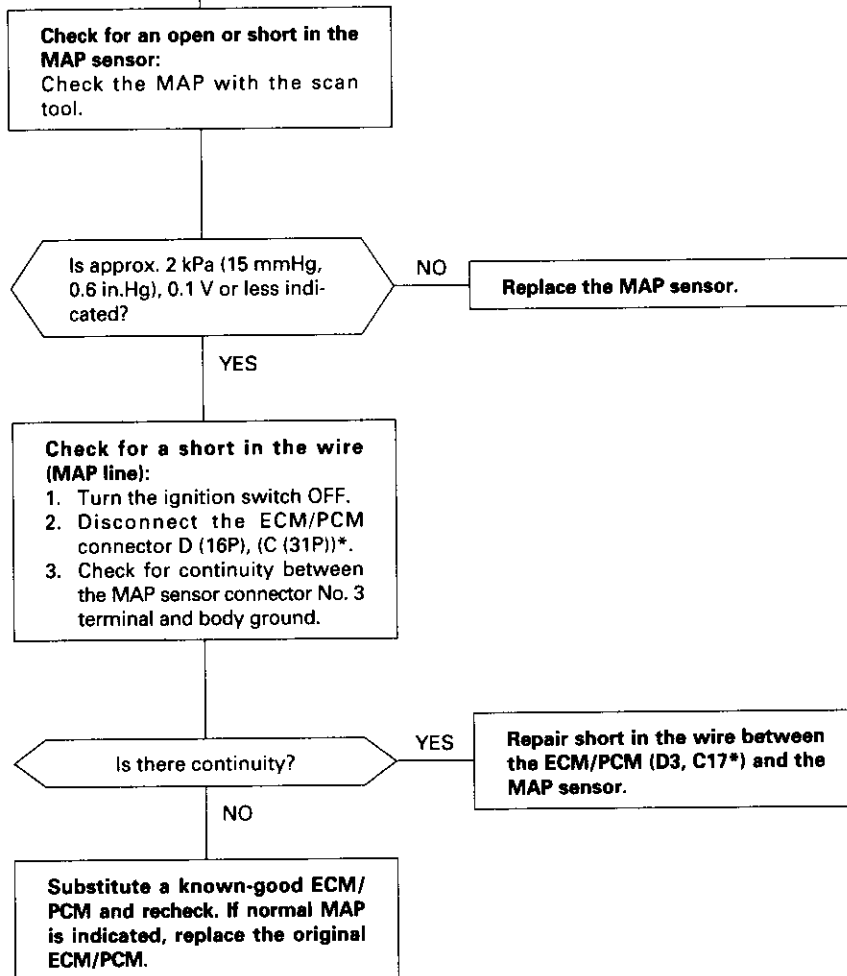 Check for an open or short in the
MAP sensor:
Check the MAP with the scan
tool.
Is approx. 2 kPa (15 mmHg,
0.6 in.Hg), 0.1 V or less indi-
cated?
NO
Replace the MAP sensor.
YES
Check for a short in the wire
(MAP line):
1. Turn the ignition switch OFF.
2. Disconnect the ECM/PCM
connector D (16P), (C (31P))*.
3. Check for continuity between
the MAP sensor connector No. 3
terminal and body ground.
Is there continuity?
YES
Repair short in the wire between
the ECM/PCM (D3, C17*) and the
MAP sensor.
NO
Substitute a known-good ECM/
PCM and recheck. If normal MAP
is indicated, replace the original
ECM/PCM.